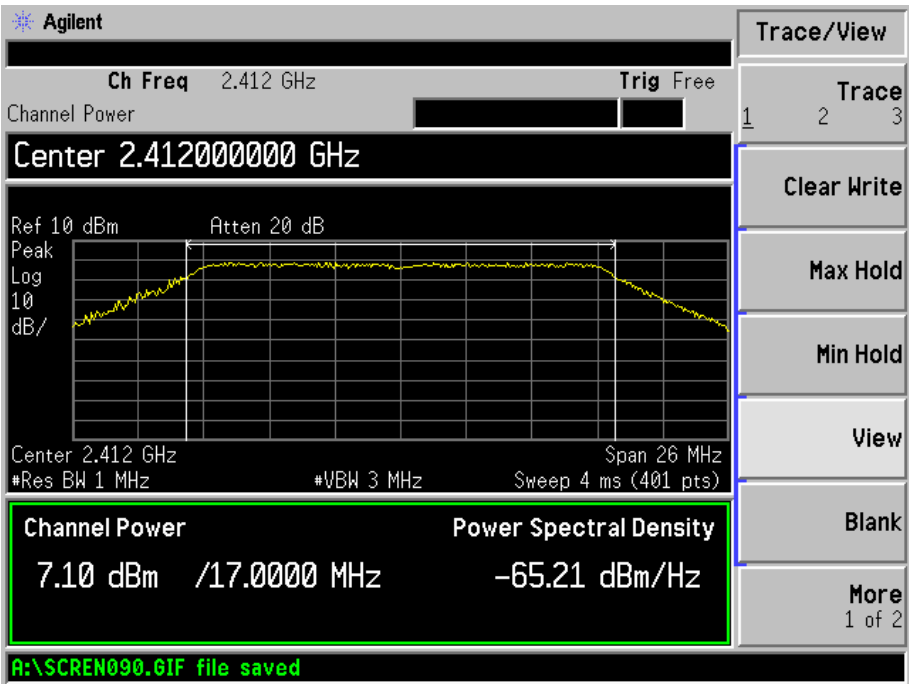 Agilent
Trace/View
Ch Freq 2.412 GHz Trig Free
Channel Power
Trace
1 2 3
Center 2.412000000 GHz
Clear Write
Ref 10 dBm Atten 20 dB
Peak
Log
10
dB/
Max Hold
Min Hold
View
Center 2.412 GHz Span 26 MHz
#Res BW 1 MHz #VBW 3 MHz Sweep 4 ms (401 pts)
Channel Power Power Spectral Density
Blank
7.10 dBm /17.0000 MHz -65.21 dBm/Hz
More
1 of 2
A:\SCREN090.GIF file saved